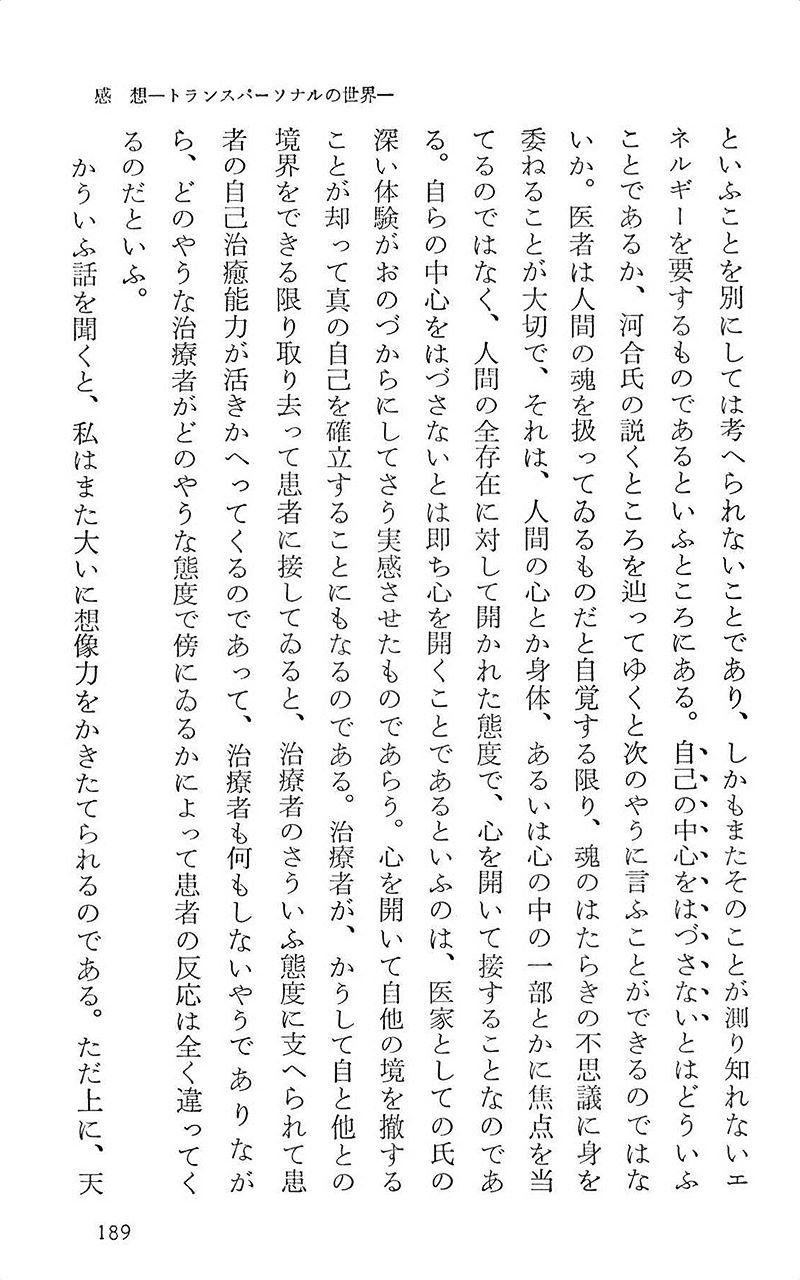 感　想―トランスパーソナルの世界―
といふことを別にしては考へられないことであり、しかもまたそのことが測り知れないエ
ネルギーを要するものであるといふところにある。自己の中心をはづさないとはどういふ
ことであるか、河合氏の説くところを辿ってゆくと次のやうに言ふことができるのではな
いか。医者は人間の魂を扱ってゐるものだと自覚する限り、魂のはたらきの不思議に身を
委ねることが大切で、それは、人間の心とか身体、あるいは心の中の一部とかに焦点を当
てるのではなく、人間の全存在に対して開かれた態度で、心を開いて接することなのであ
る。自らの中心をはづさないとは即ち心を開くことであるといふのは、医家としての氏の
深い体験がおのづからにしてさう実感させたものであらう。心を開いて自他の境を撤する
ことが却って真の自己を確立することにもなるのである。治療者が、かうして自と他との
境界をできる限り取り去って患者に接してゐると、治療者のさういふ態度に支へられて患
者の自己治癒能力が活きかへってくるのであって、治療者も何もしないやうでありなが
ら、どのやうな治療者がどのやうな態度で傍にゐるかによって患者の反応は全く違ってく
るのだといふ。
かういふ話を聞くと、私はまた大いに想像力をかきたてられるのである。ただ上に、天
189